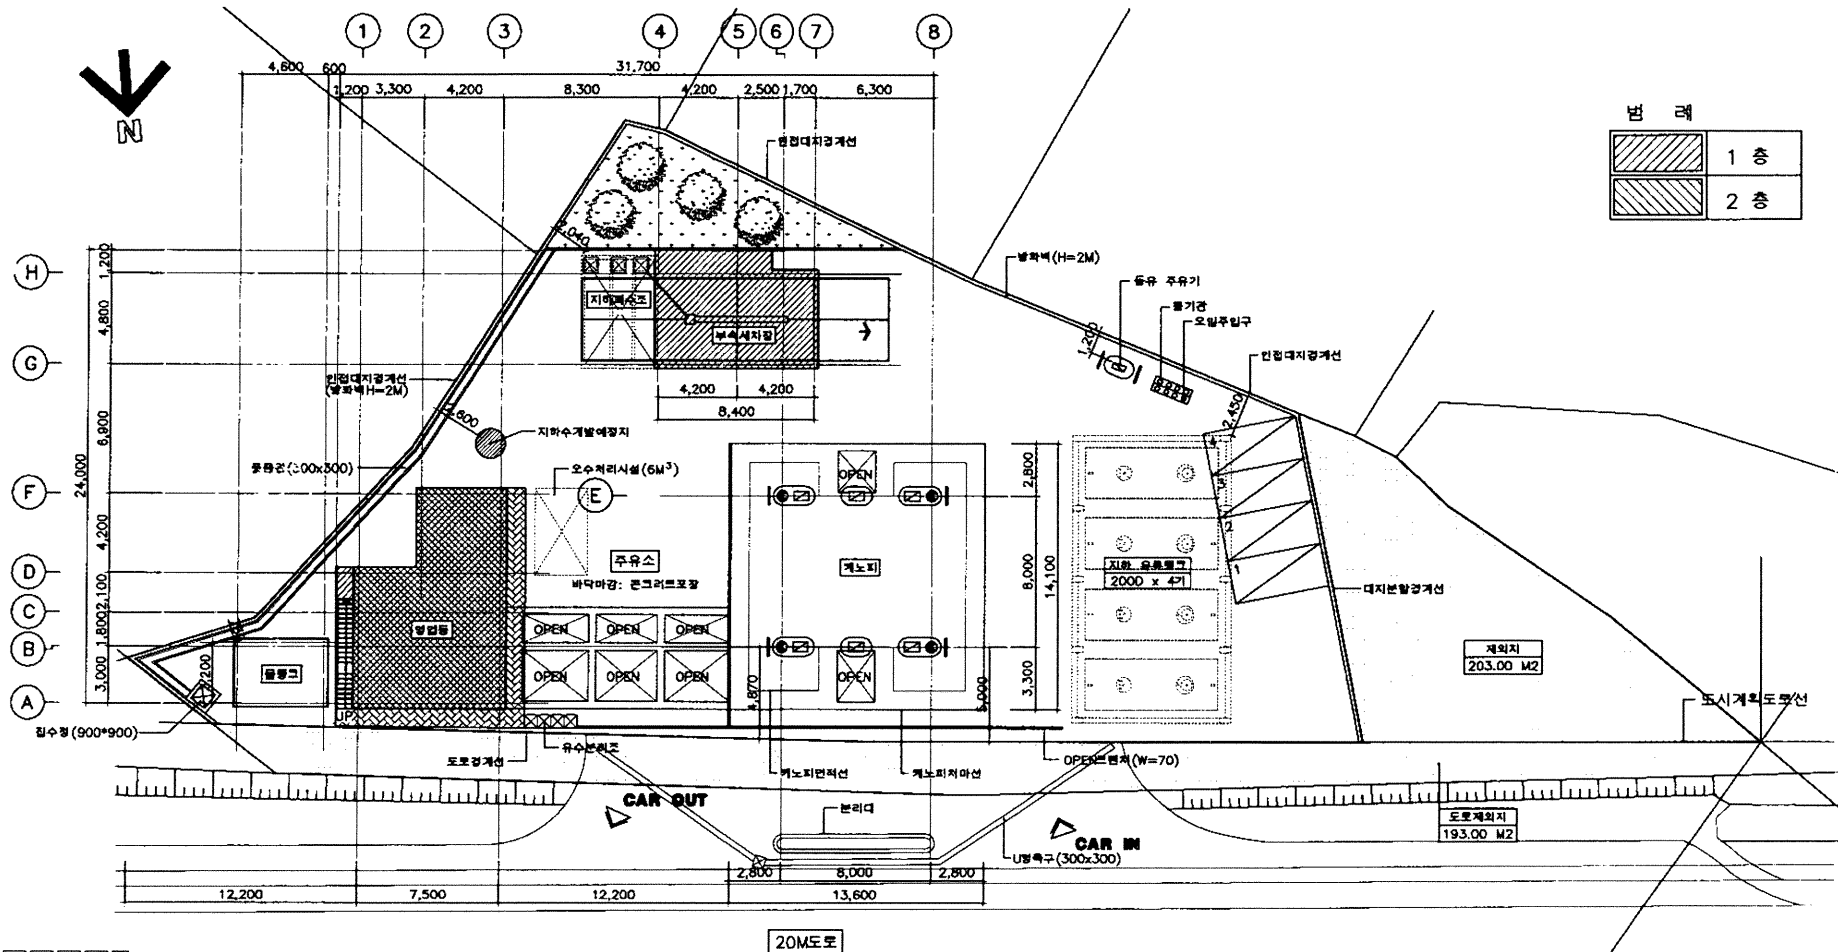 1 2 3 4 5 6 7 8
4,600 600 31,700
1,200 3,300 4,200 8,300 4,200 2,500 1,700 6,300
N
범 례
1 층
2 층
인접대지경계선
2,040
H
방화벽(H=2M)
등유 주유기
통기관
오일주입구
1,200
지하폐수조
부속세차장
G
인접대지경계선
인접대지경계선
(방화벽H=2M)
4,200 4,200
8,400
2,450
지하수개발예정지
오수처리시설(6M³)
F
E
OPEN
24,000
1,200
4,800
6,900
4,200
2,100
1,800
3,000
2,800
8,000
14,100
3,300
주유소
바닥마감: 콘크리트포장
캐노피
지하 유류탱크
2000 x 4기
4
3
2
1
대지분할경계선
D
C
B
A
영업동
OPEN OPEN OPEN
OPEN OPEN OPEN
OPEN
물탱크
2,200
4,870
5,000
제외지
203.00 M2
도시계획도로선
집수정(900*900)
UP
유수분리조
도로경계선
캐노피면적선
캐노피처마선
OPEN트렌치(W=70)
CAR OUT
분리대
CAR IN
U형측구(300x300)
도로제외지
193.00 M2
2,800 8,000 2,800
12,200 7,500 12,200 13,600
20M도로